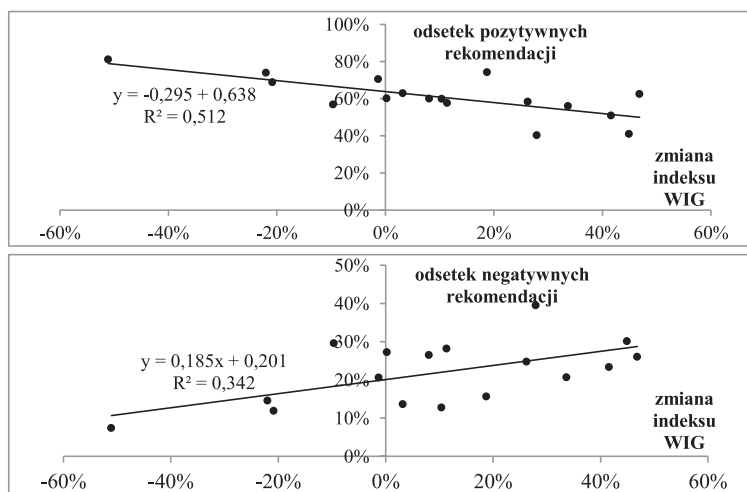 100%
80%
60%
40%
20%
0%
odsetek pozytywnych
rekomendacji
y = -0,295 + 0,638
R² = 0,512
zmiana
indeksu
WIG
-60%
-40%
-20%
0%
20%
40%
60%
50%
40%
30%
20%
10%
0%
odsetek negatywnych
rekomendacji
y = 0,185x + 0,201
R² = 0,342
zmiana
indeksu
WIG
-60%
-40%
-20%
0%
20%
40%
60%